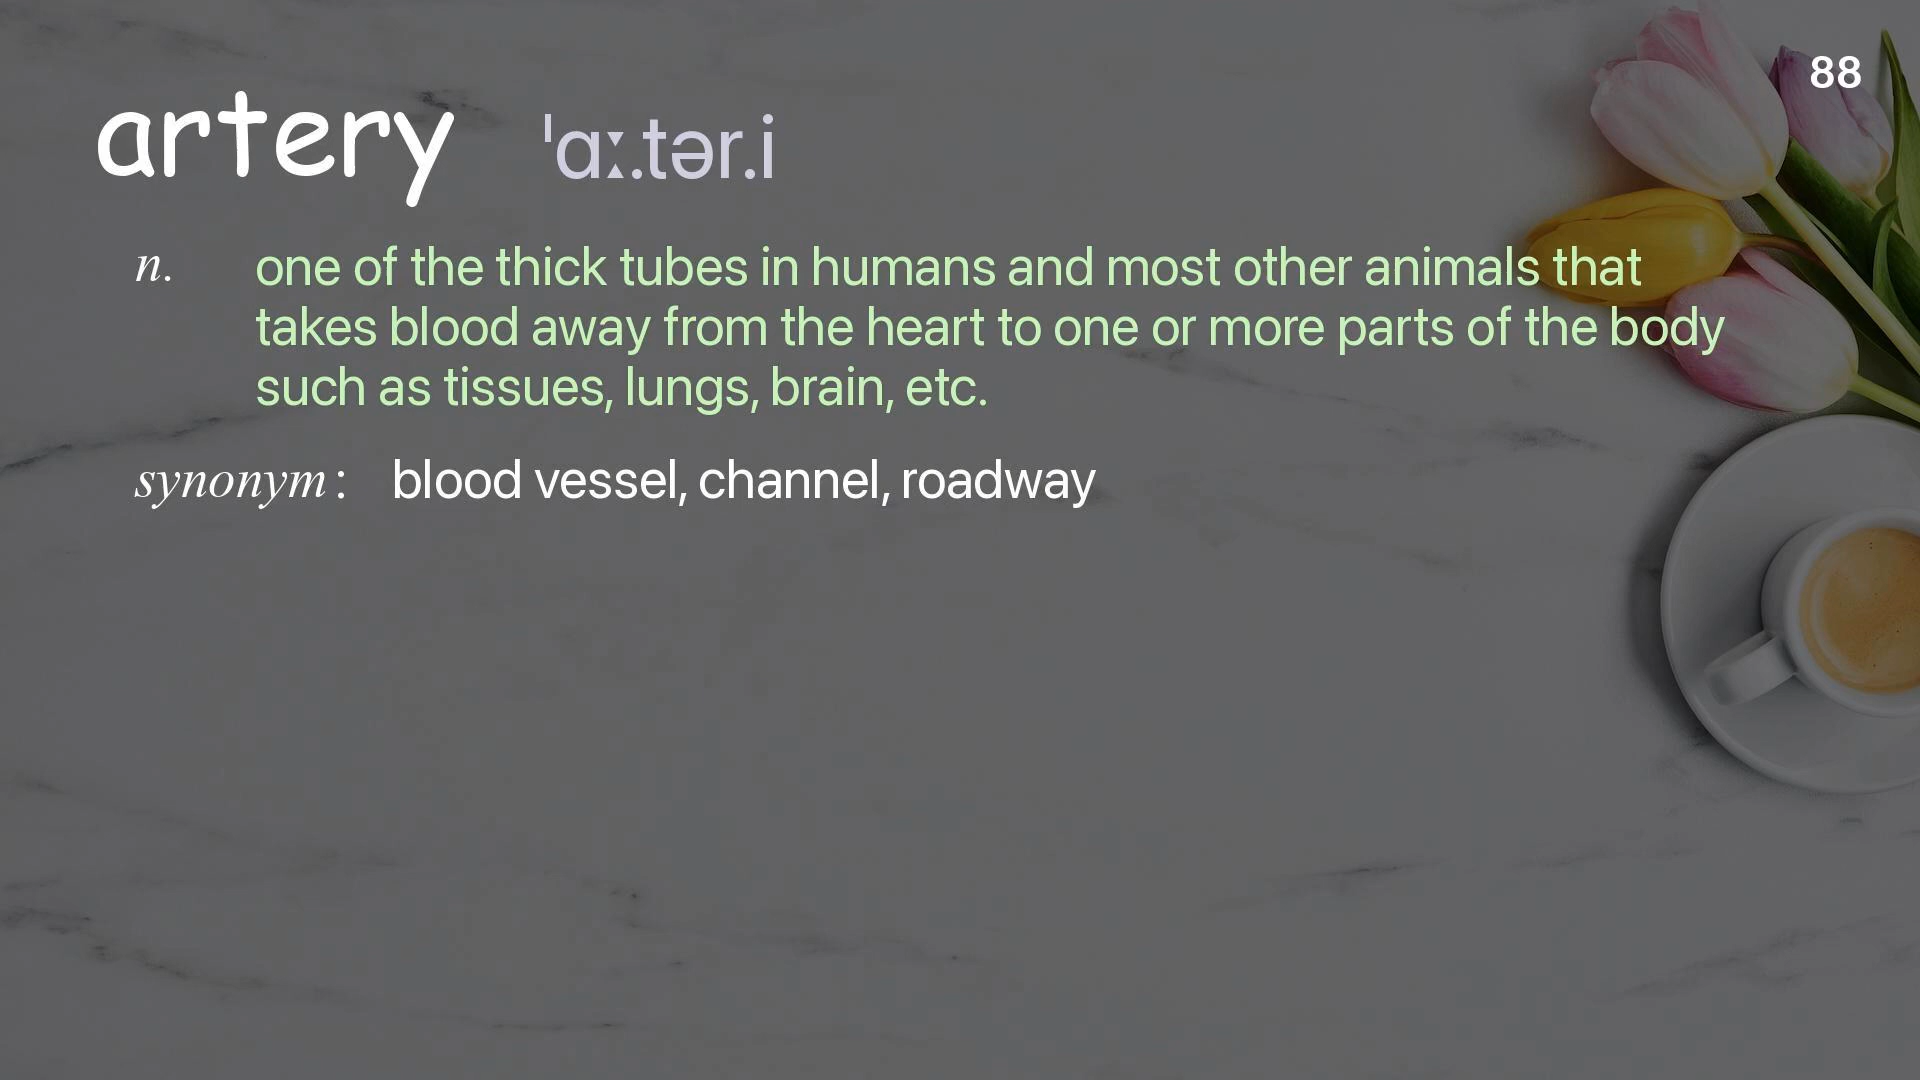 88
artery ˈɑː.tər.i
n. one of the thick tubes in humans and most other animals that
takes blood away from the heart to one or more parts of the body
such as tissues, lungs, brain, etc.
synonym : blood vessel, channel, roadway